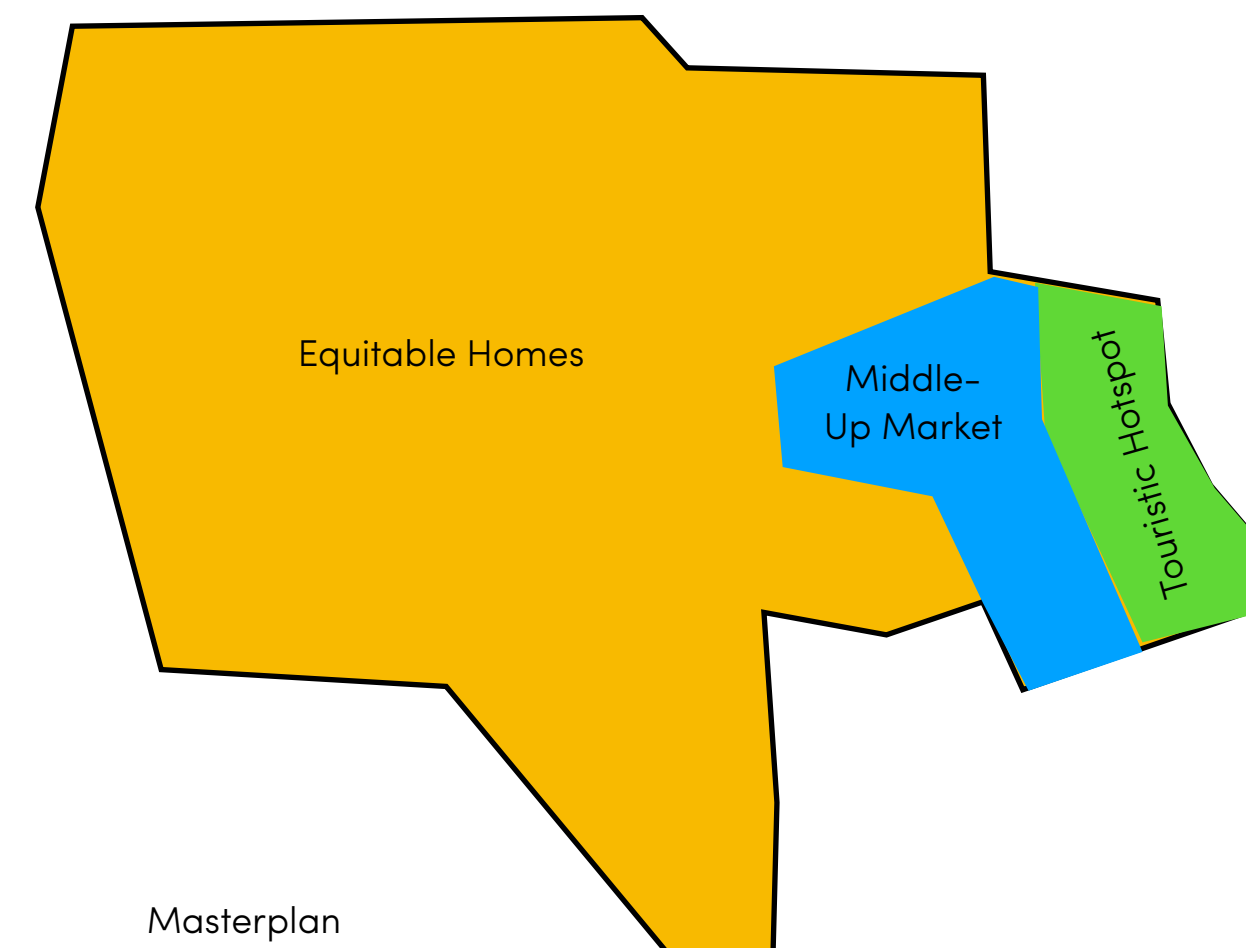 Equitable Homes
Middle-
Up Market
Touristic Hotspot
Masterplan